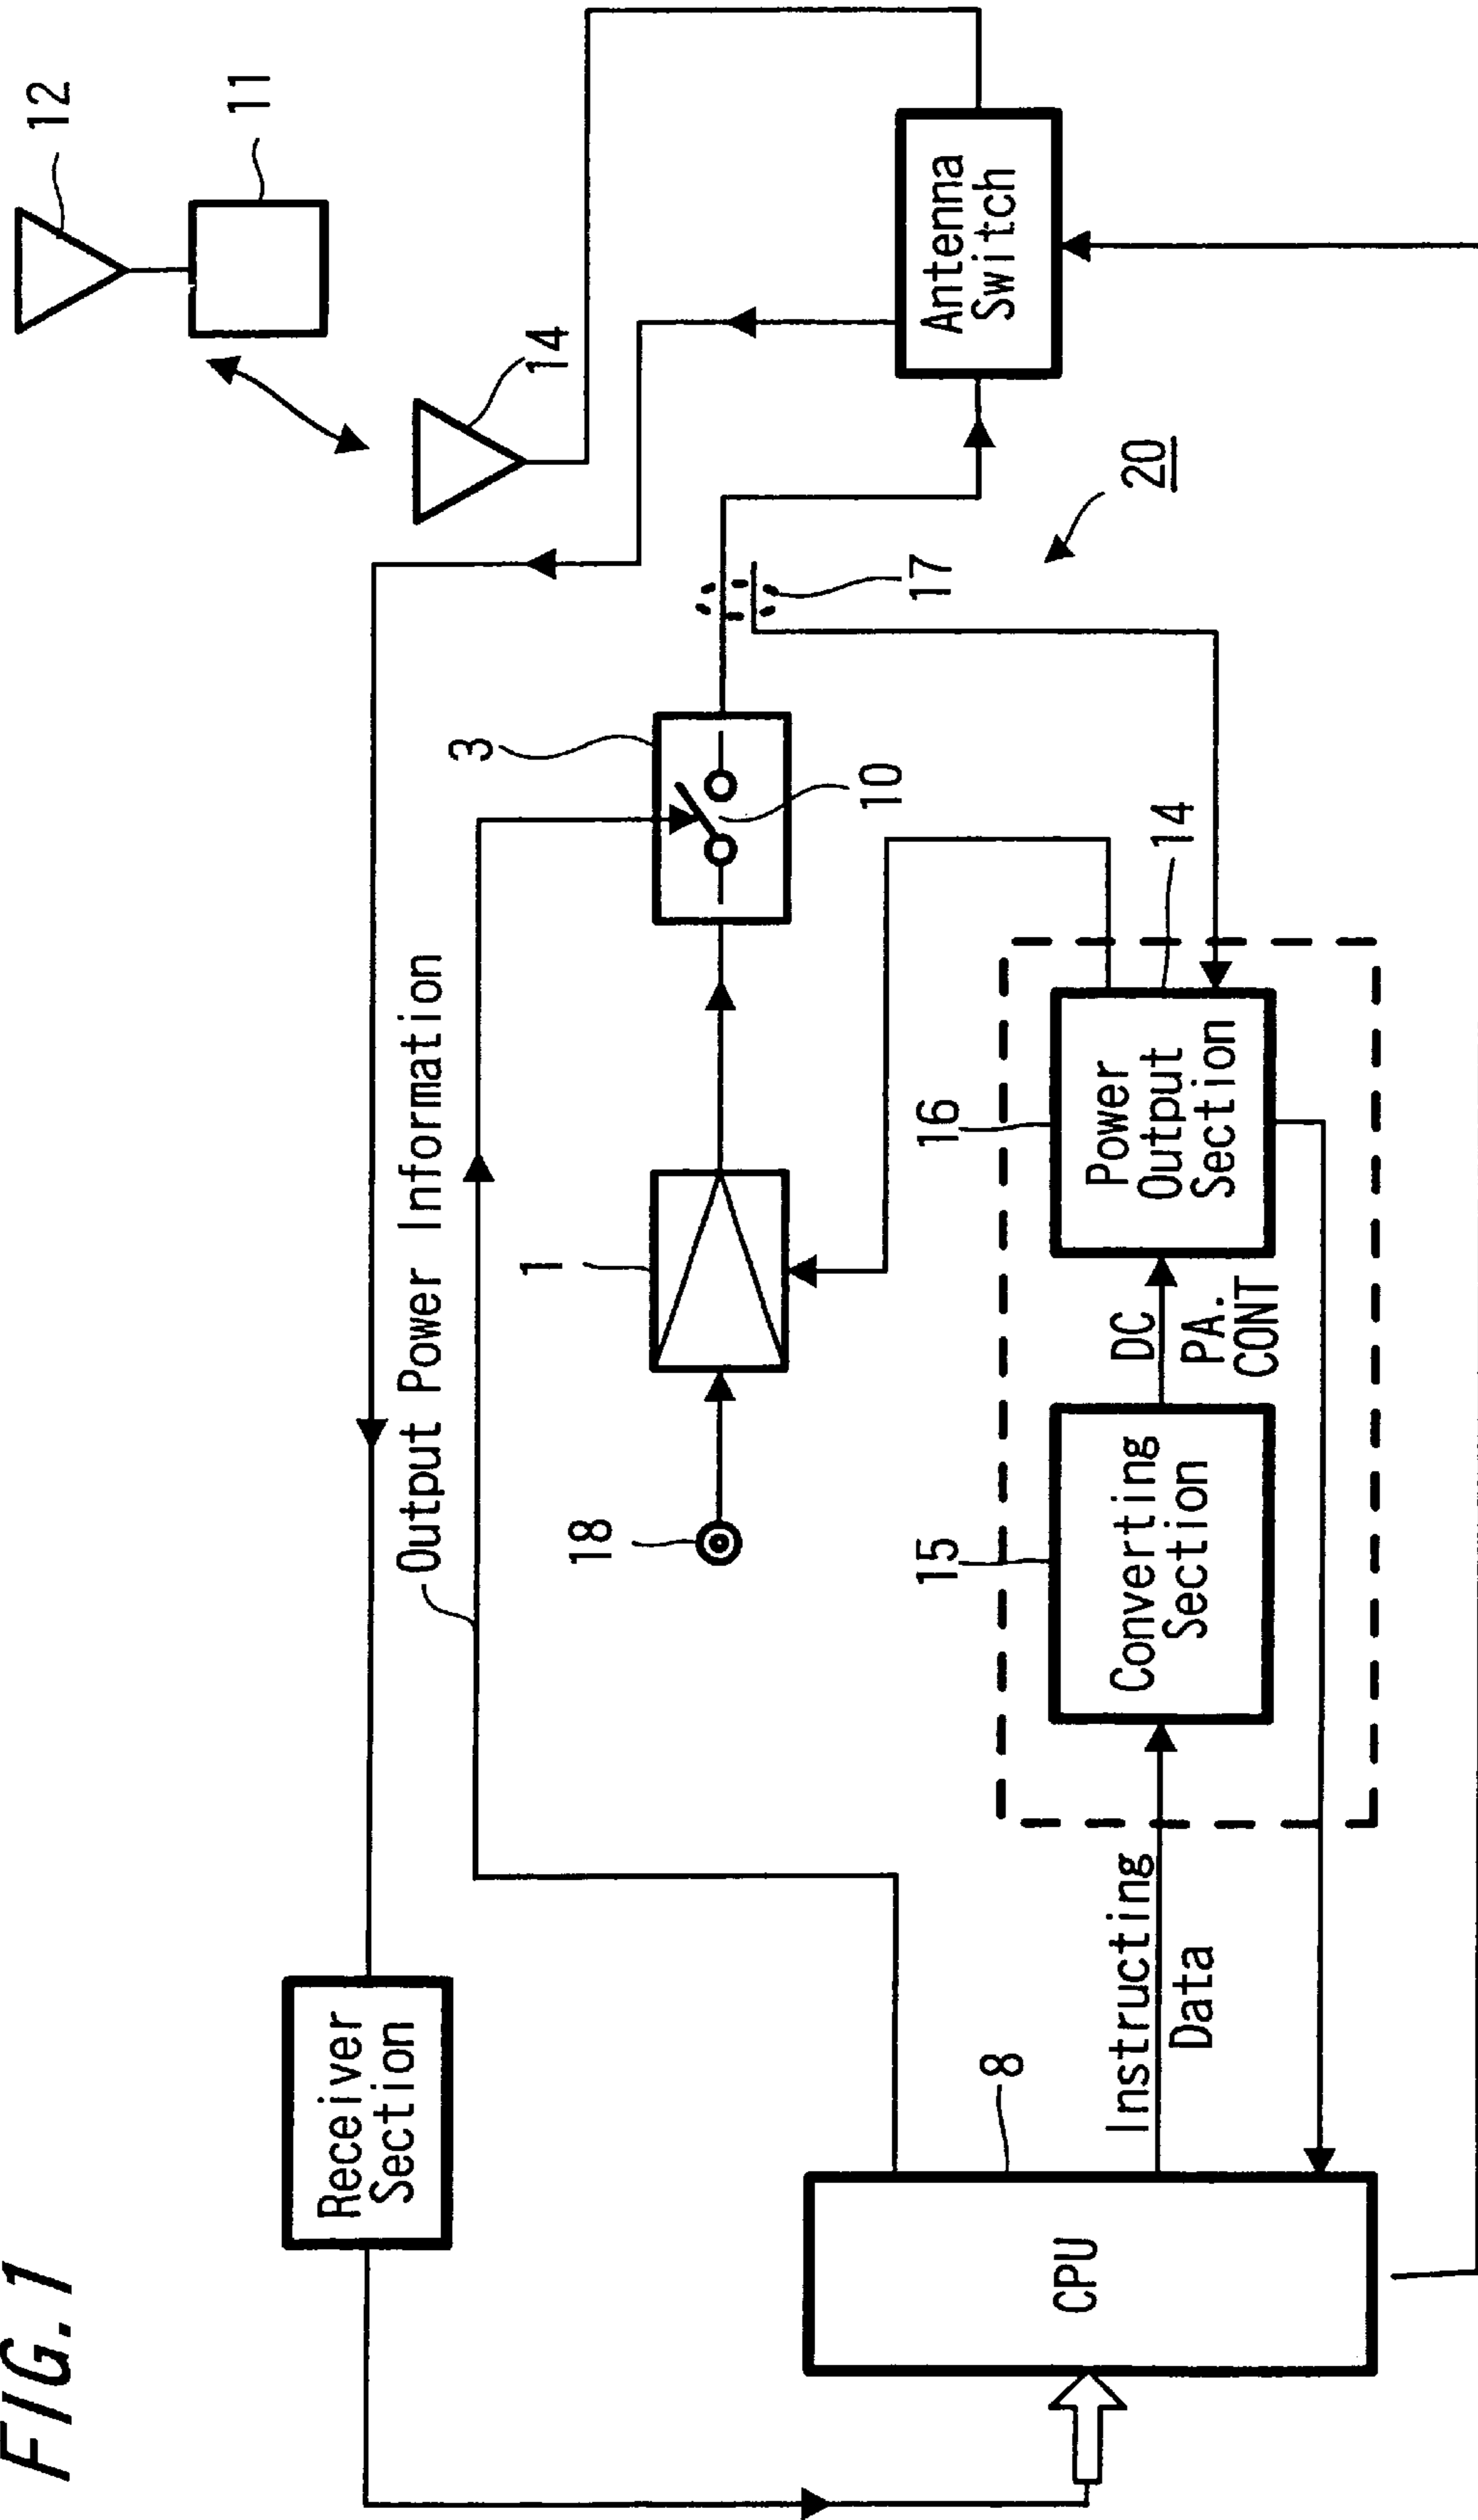 FIG.1
12
11
14
Receiver
Section
Output Power Information
3
1
18
10
17
Antenna
Switch
20
8
CPU
Instructing
Data
15
Converting
Section
DC
PA.
CONT
16
Power
Output
Section
14